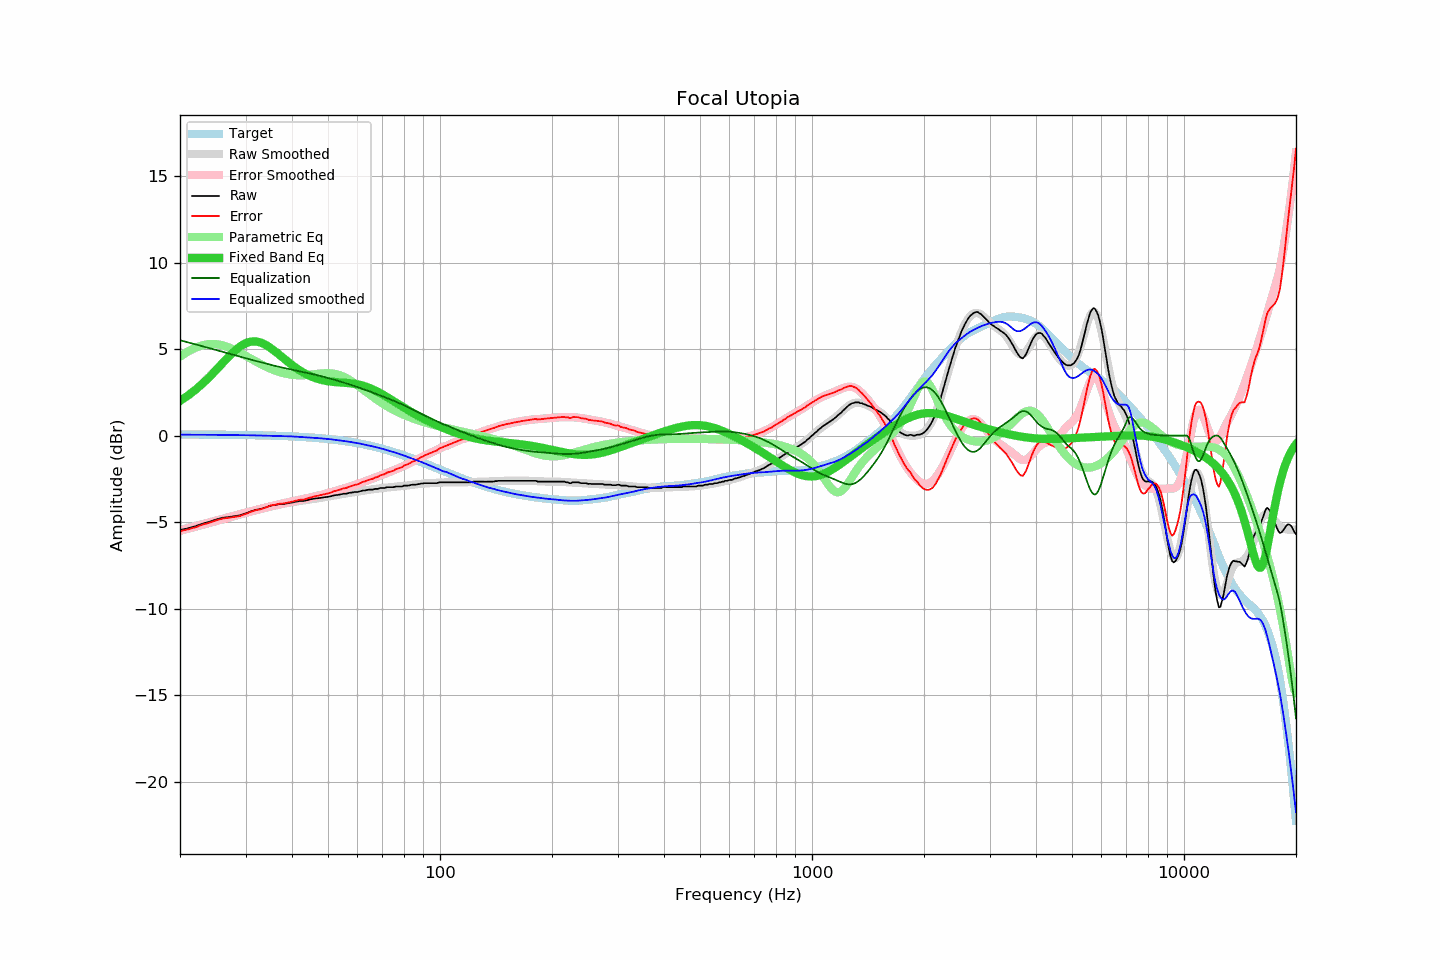 Focal Utopia
Target
Raw Smoothed
Error Smoothed
Raw
Error
Parametric Eq
Fixed Band Eq
Equalization
Equalized smoothed
Amplitude (dBr)
15
10
5
0
−5
−10
−15
−20
100
1000
10000
Frequency (Hz)